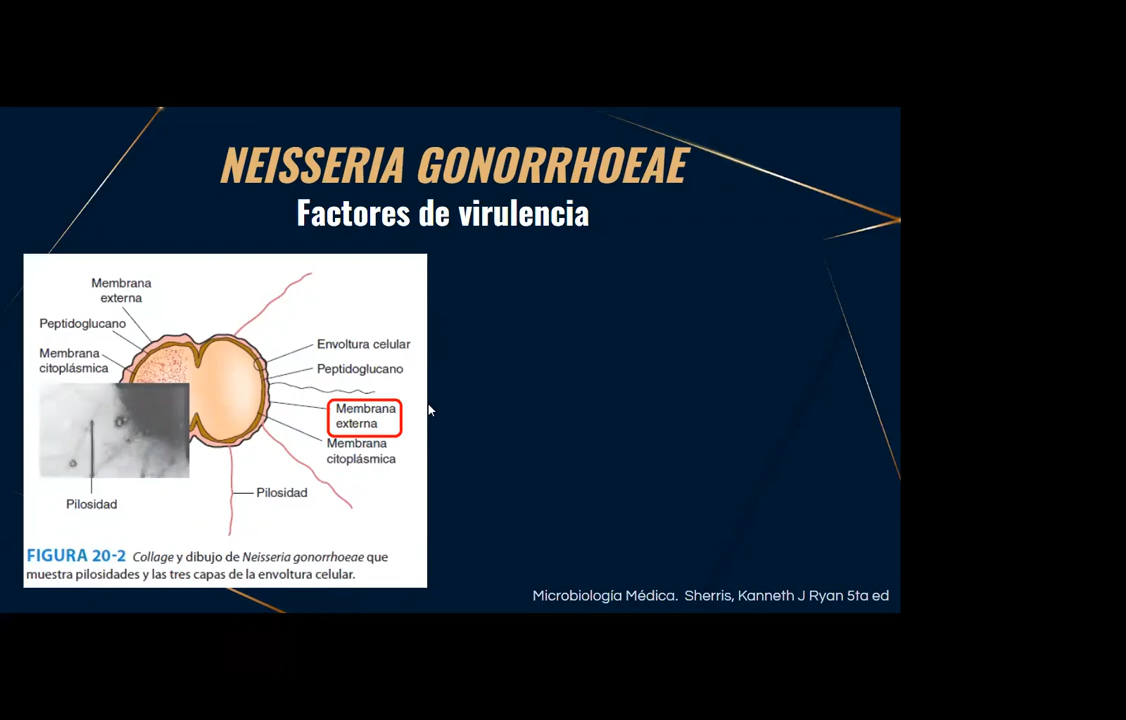 NEISSERIA GONORRHOEAE
Factores de virulencia
Membrana
externa
Peptidoglucano
Membrana
citoplásmica
Pilosidad
Envoltura celular
Peptidoglucano
Membrana
externa
Membrana
citoplásmica
Pilosidad
FIGURA 20-2 Collage y dibujo de Neisseria gonorrhoeae que
muestra pilosidades y las tres capas de la envoltura celular.
Microbiología Médica. Sherris, Kanneth J Ryan 5ta ed